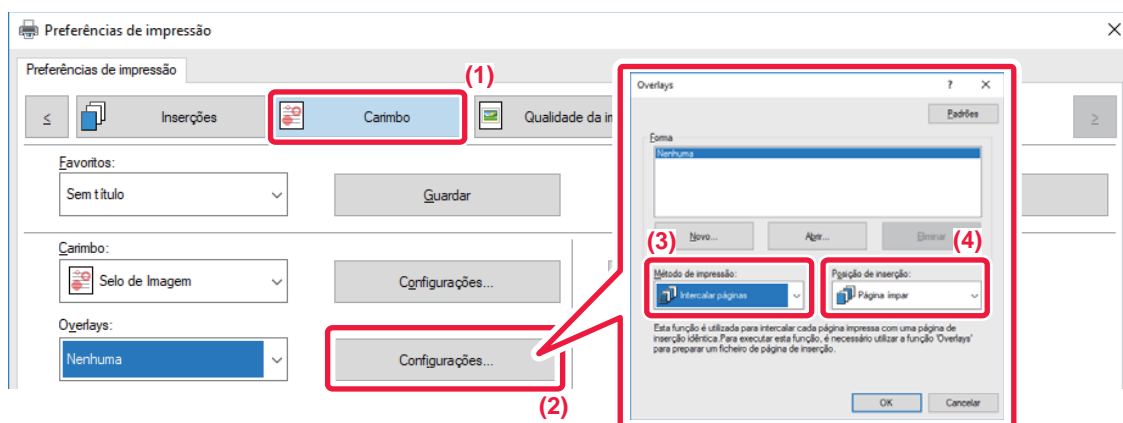 Preferências de impressão
Preferências de impressão
(1)
< Inserções Carimbo Qualidade da im >
Favoritos:
Sem título Guardar
Carimbo:
Selo de Imagem Configurações...
Overlays:
Nenhuma Configurações...
(2)
Overlays ? ×
Padrões
Forma
Nenhuma
Novo... Abrir... Eliminar
(3) (4)
Método de impressão: Posição de inserção:
Intercalar páginas Página ímpar
Esta função é utilizada para intercalar cada página impressa com uma página de
inserção idêntica.Para executar esta função, é necessário utilizar a função 'Overlays'
para preparar um ficheiro de página de inserção.
OK Cancelar